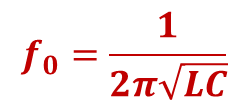 f₀ = 1 / 2π√LC